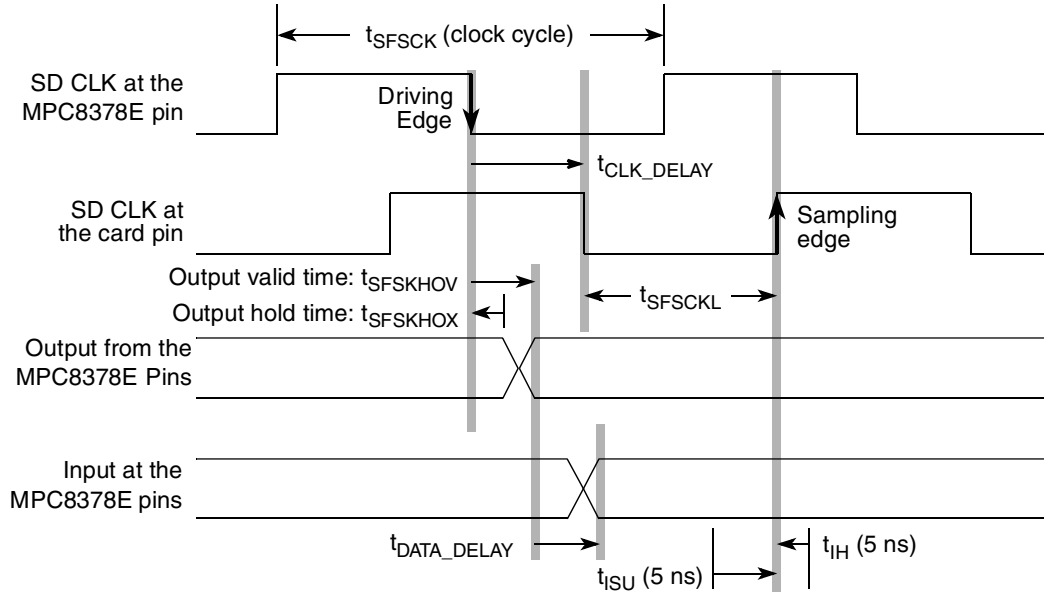 tSFSCK (clock cycle)
SD CLK at the
MPC8378E pin
Driving
Edge
tCLK_DELAY
SD CLK at
the card pin
Sampling
edge
Output valid time: tSFSKHOV
tSFSCKL
Output hold time: tSFSKHOX
Output from the
MPC8378E Pins
Input at the
MPC8378E pins
tDATA_DELAY
tIH (5 ns)
tISU (5 ns)